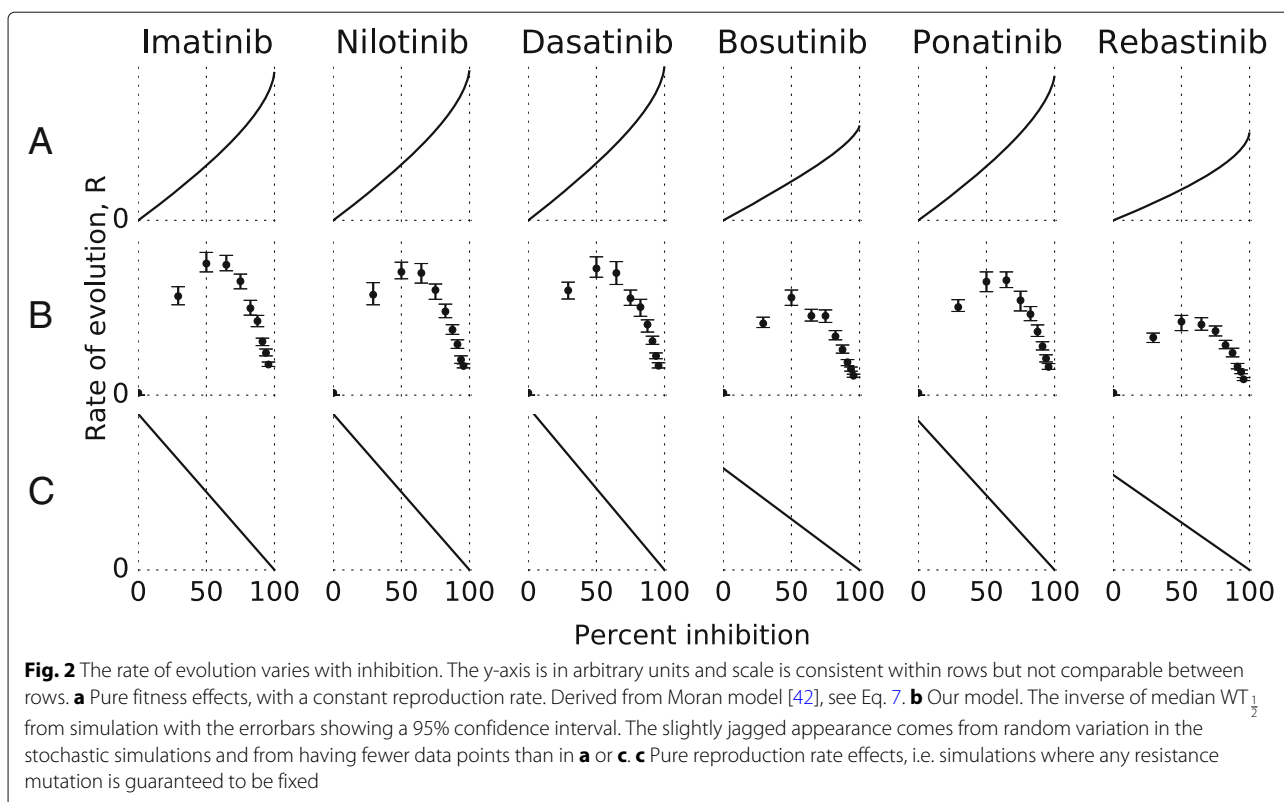 Imatinib Nilotinib Dasatinib Bosutinib Ponatinib Rebastinib
A
B
C
Rate of evolution, R
0
0
0
0 50 100 0 50 100 0 50 100 0 50 100 0 50 100 0 50 100
Percent inhibition
Fig. 2 The rate of evolution varies with inhibition. The y-axis is in arbitrary units and scale is consistent within rows but not comparable between
rows. a Pure fitness effects, with a constant reproduction rate. Derived from Moran model [42], see Eq. 7. b Our model. The inverse of median WT 1/2
from simulation with the errorbars showing a 95% confidence interval. The slightly jagged appearance comes from random variation in the
stochastic simulations and from having fewer data points than in a or c. c Pure reproduction rate effects, i.e. simulations where any resistance
mutation is guaranteed to be fixed